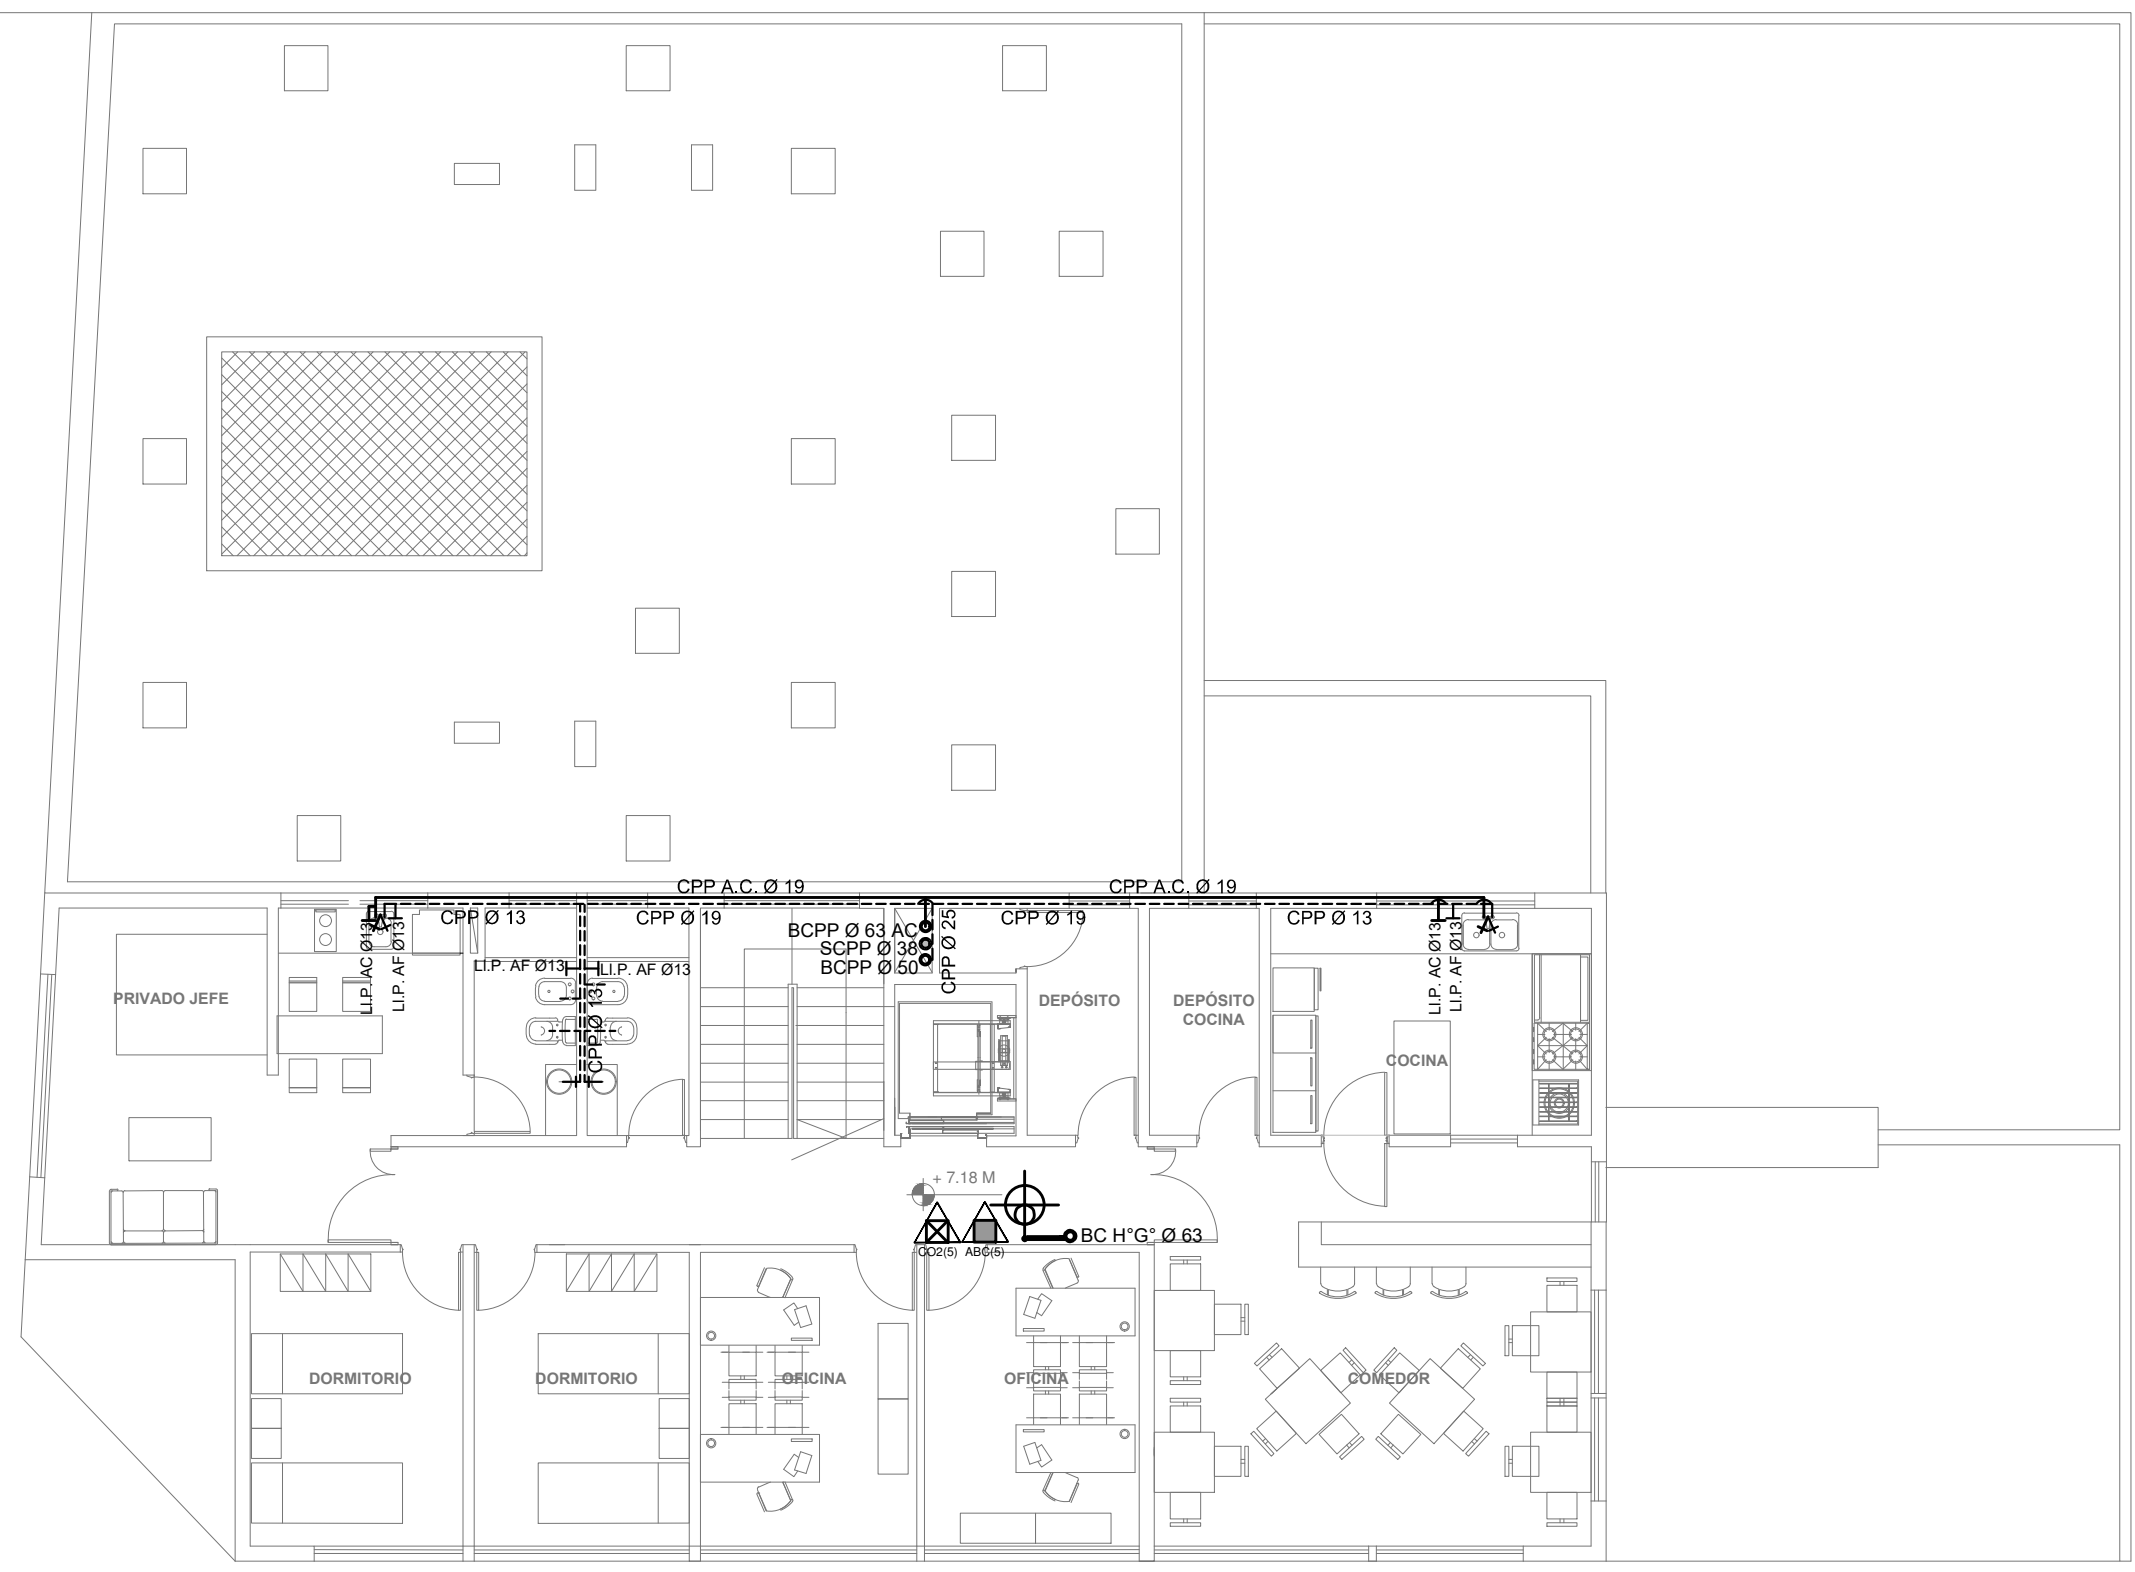 CPP A.C. Ø 19
CPP A.C. Ø 19
CPP Ø 13
CPP Ø 19
CPP Ø 19
CPP Ø 13
BCPP Ø 63 AC
SCPP Ø 38
BCPP Ø 50
CPP Ø 25
LI.P. AC Ø13
LI.P. AF Ø13
LI.P. AF Ø13
LI.P. AF Ø13
CPP Ø 13
LI.P. AC Ø13
LI.P. AF Ø13
PRIVADO JEFE
DEPÓSITO
DEPÓSITO
COCINA
COCINA
+ 7.18 M
BC H°G° Ø 63
CO2(5)
ABC(5)
DORMITORIO
DORMITORIO
OFICINA
OFICINA
COMEDOR